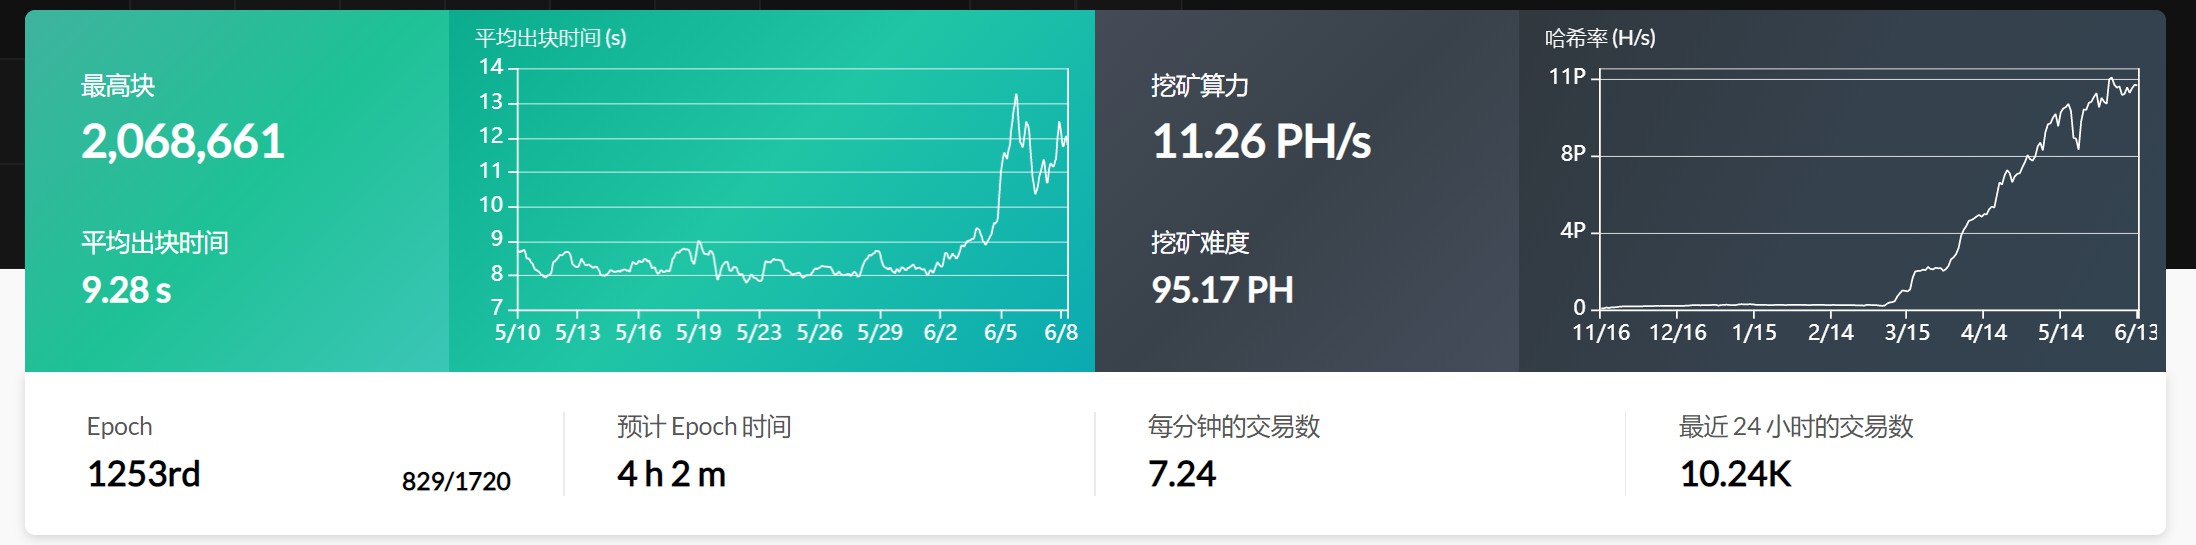 最高块
2,068,661
平均出块时间
9.28 s
平均出块时间 (s)
14
13
12
11
10
9
8
7
5/10 5/13 5/16 5/19 5/23 5/26 5/29 6/2 6/5 6/8
挖矿算力
11.26 PH/s
挖矿难度
95.17 PH
哈希率 (H/s)
11P
8P
4P
0
11/16 12/16 1/15 2/14 3/15 4/14 5/14 6/13
Epoch
1253rd 829/1720
预计 Epoch 时间
4 h 2 m
每分钟的交易数
7.24
最近 24 小时的交易数
10.24K